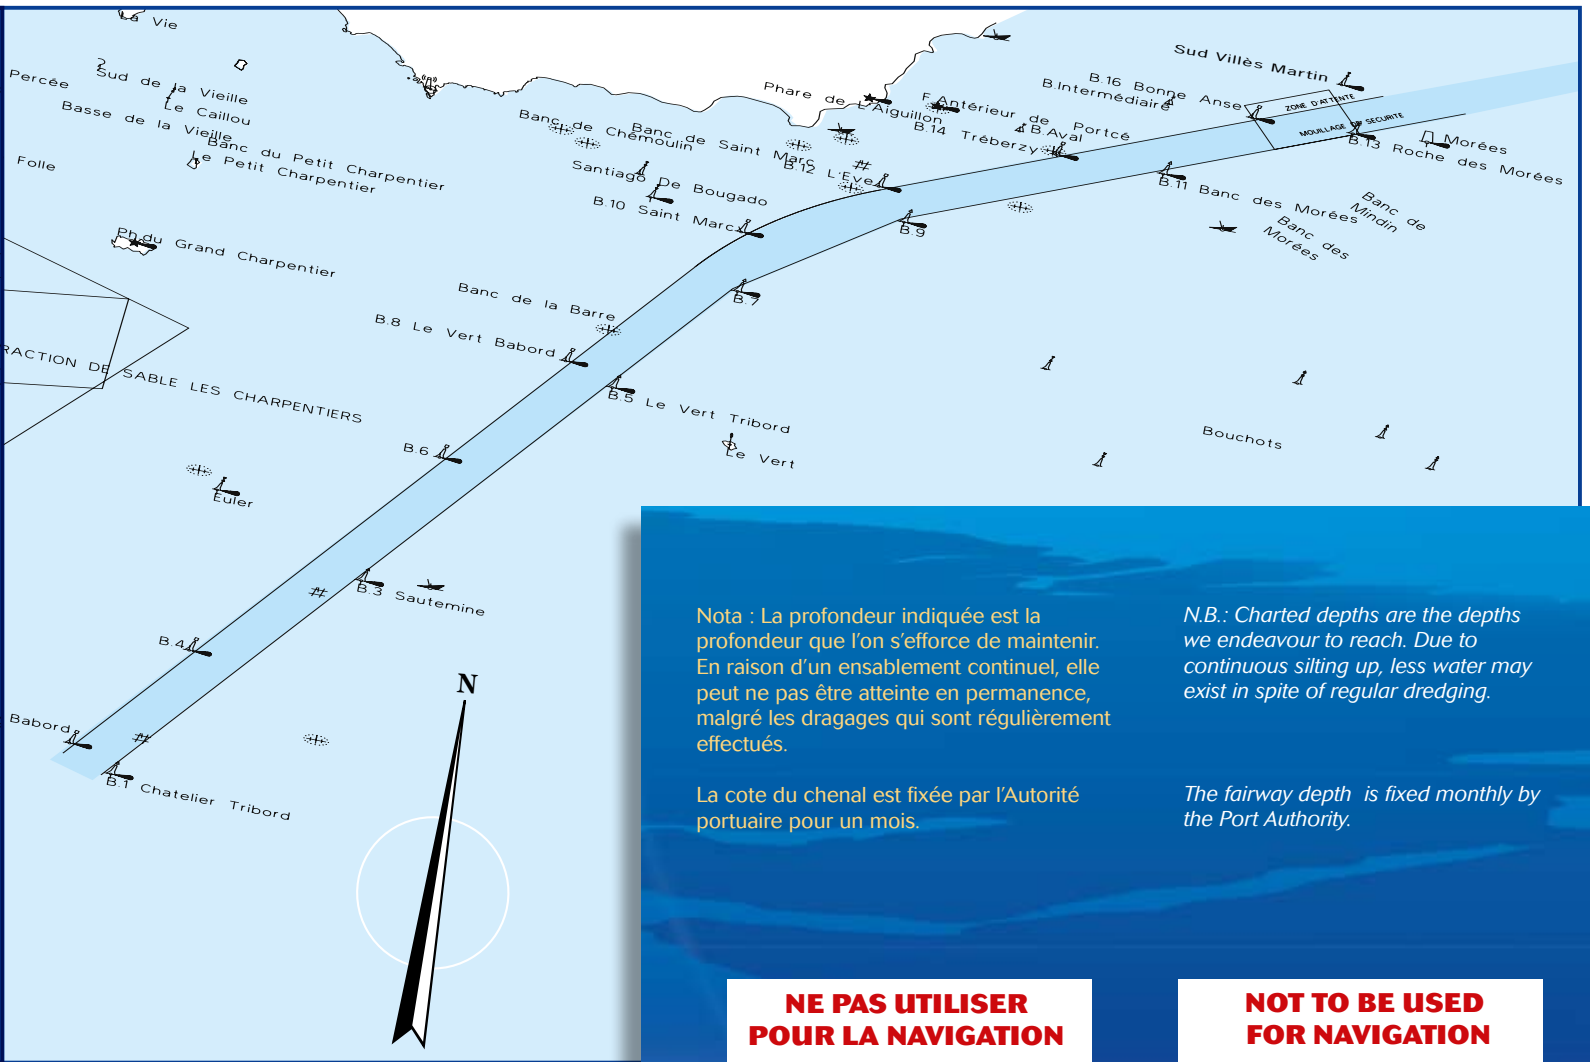 La Vie
Percée
Sud de la Vieille
Le Caillou
Basse de la Vieille
Banc du Petit Charpentier
Le Petit Charpentier
Folle
Ph.du Grand Charpentier
RACTION DE SABLE LES CHARPENTIERS
Banc de Chémoulin
Banc de Saint Marc
Santiago De Bougado
B.10 Saint Marc
B.12 L'Eve
Phare de L'Aiguillon
F.Antérieur de Portcé
B.14 Tréberzy
B.Aval
B.Intermédiaire
B.16 Bonne Anse
Sud Villès Martin
ZONE D'ATTENTE
MOUILLAGE DE SECURITE
Morées
B.13 Roche des Morées
B.11 Banc des Morées
Banc de
Mindin
Banc des
Morées
B.9
B.7
Banc de la Barre
B.8 Le Vert Babord
B.5 Le Vert Tribord
Le Vert
Bouchots
B.6
Euler
B.3 Sautemine
B.4
Babord
B.1 Chatelier Tribord
N
Nota : La profondeur indiquée est la
profondeur que l'on s'efforce de maintenir.
En raison d'un ensablement continuel, elle
peut ne pas être atteinte en permanence,
malgré les dragages qui sont régulièrement
effectués.
La cote du chenal est fixée par l'Autorité
portuaire pour un mois.
N.B.: Charted depths are the depths
we endeavour to reach. Due to
continuous silting up, less water may
exist in spite of regular dredging.
The fairway depth is fixed monthly by
the Port Authority.
NE PAS UTILISER
POUR LA NAVIGATION
NOT TO BE USED
FOR NAVIGATION